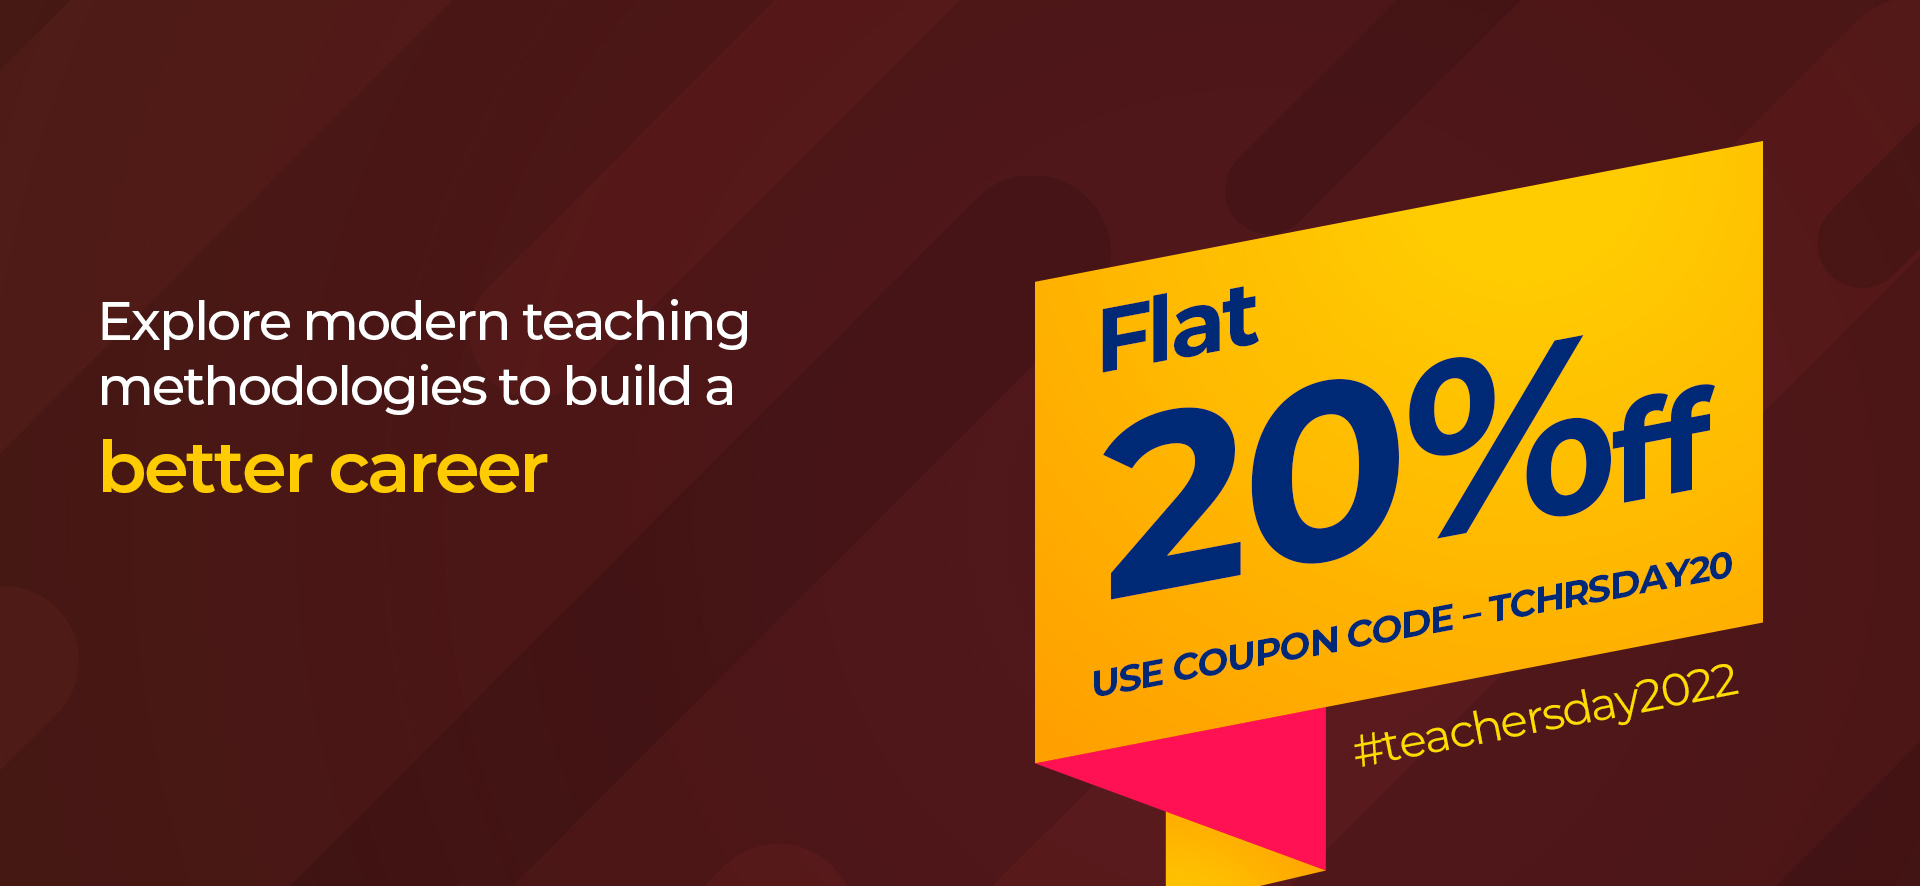 Explore modern teaching
methodologies to build a
better career
Flat
20%off
USE COUPON CODE – TCHRSDAY20
#teachersday2022